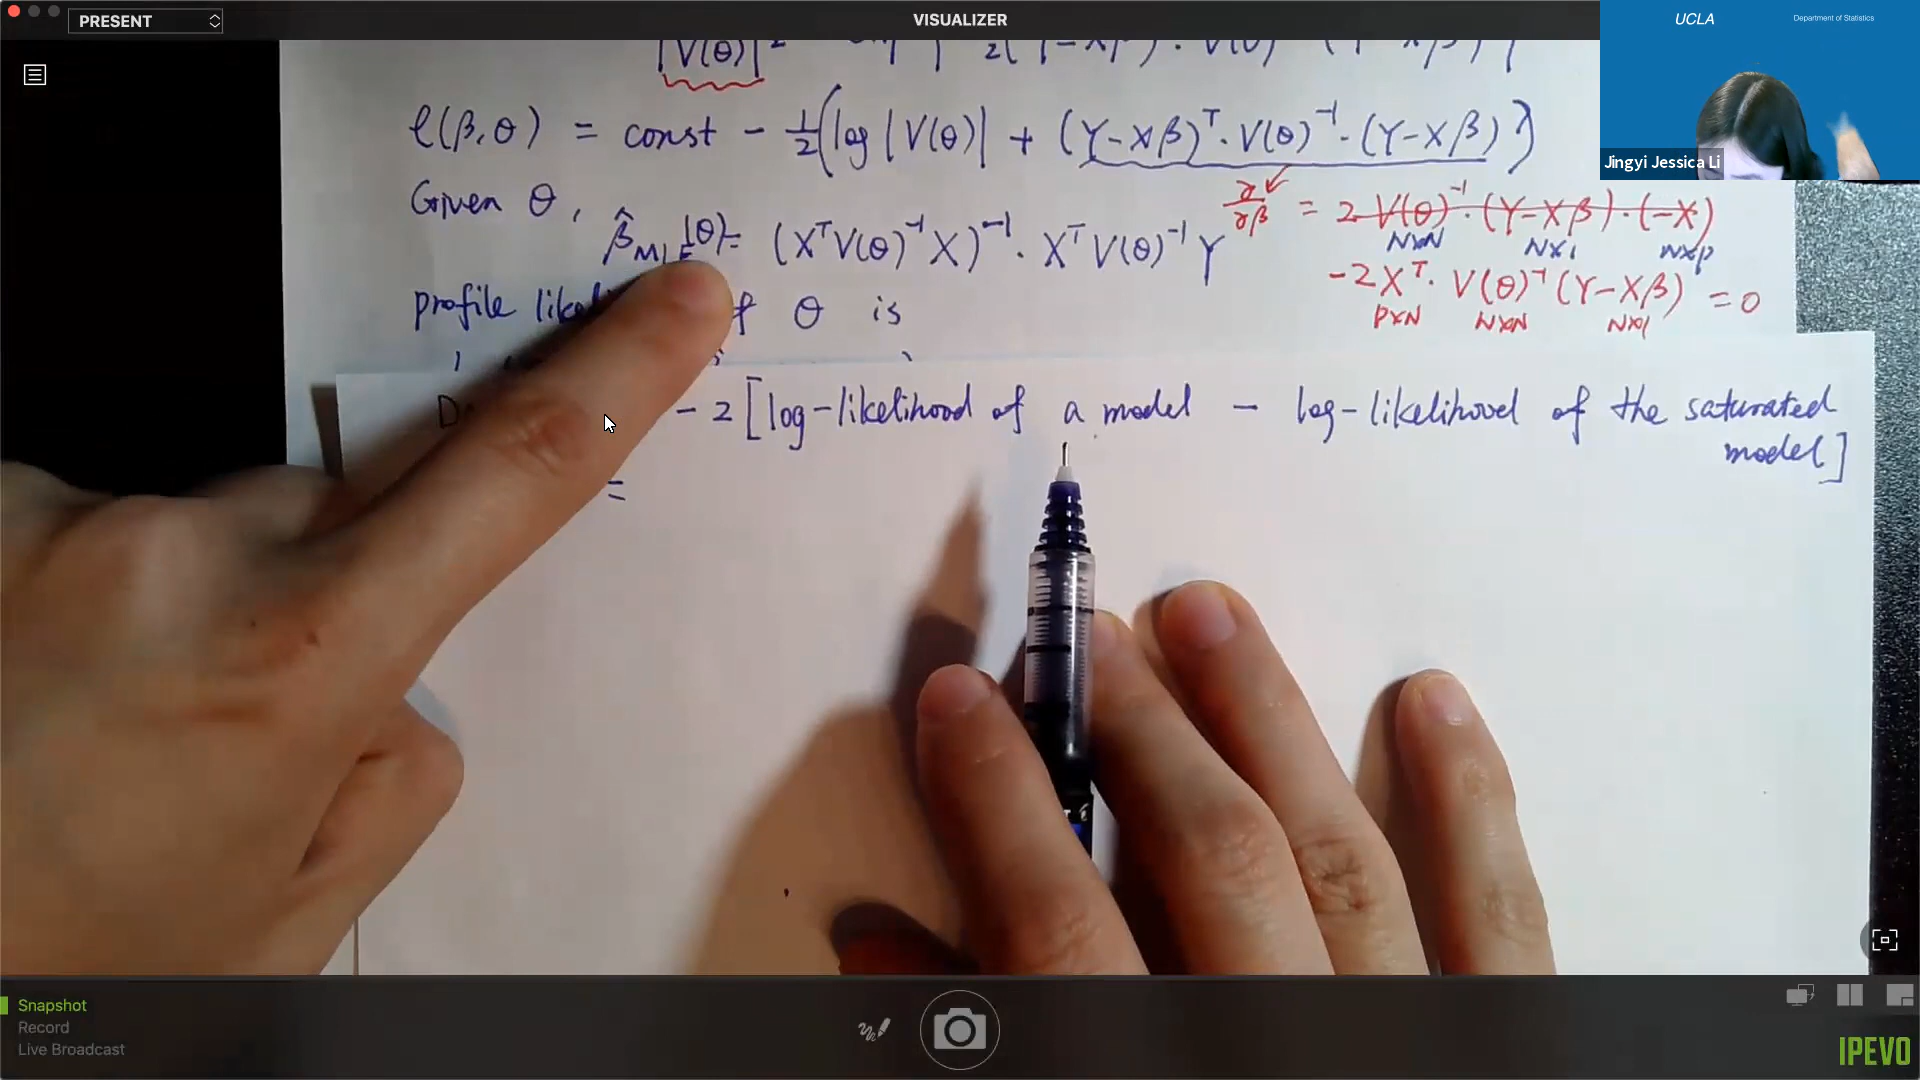 PRESENT
VISUALIZER
UCLA
Department of Statistics
Jingyi Jessica Li
|V(θ)|
ℓ(β,θ) = const - 1/2 (log |V(θ)| + (Y-Xβ)ᵀ · V(θ)⁻¹ · (Y-Xβ))
Given θ,
∂/∂β = 2 V(θ)⁻¹ · (Y-Xβ) · (-X)
N×N N×1 N×p
β̂ (θ) = (XᵀV(θ)⁻¹X)⁻¹ · XᵀV(θ)⁻¹Y
-2Xᵀ · V(θ)⁻¹ (Y-Xβ) = 0
P×N N×N N×1
profile θ is
- 2 [log-likelihood of a model - log-likelihood of the saturated
model]
=
Snapshot
Record
Live Broadcast
IPEVO